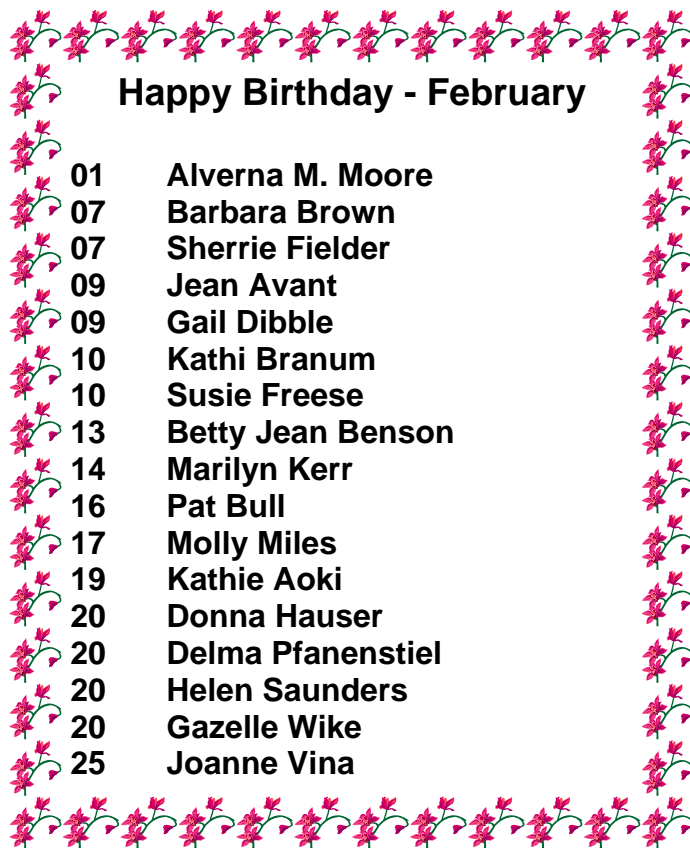 Happy Birthday - February
01 Alverna M. Moore
07 Barbara Brown
07 Sherrie Fielder
09 Jean Avant
09 Gail Dibble
10 Kathi Branum
10 Susie Freese
13 Betty Jean Benson
14 Marilyn Kerr
16 Pat Bull
17 Molly Miles
19 Kathie Aoki
20 Donna Hauser
20 Delma Pfanenstiel
20 Helen Saunders
20 Gazelle Wike
25 Joanne Vina